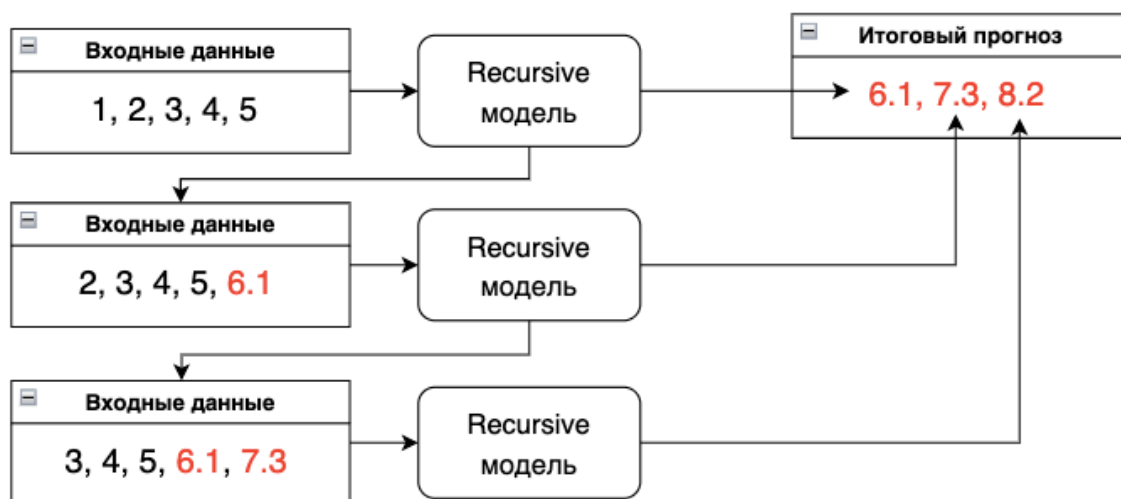 Входные данные
1, 2, 3, 4, 5
Recursive
модель
Итоговый прогноз
6.1, 7.3, 8.2
Входные данные
2, 3, 4, 5, 6.1
Recursive
модель
Входные данные
3, 4, 5, 6.1, 7.3
Recursive
модель